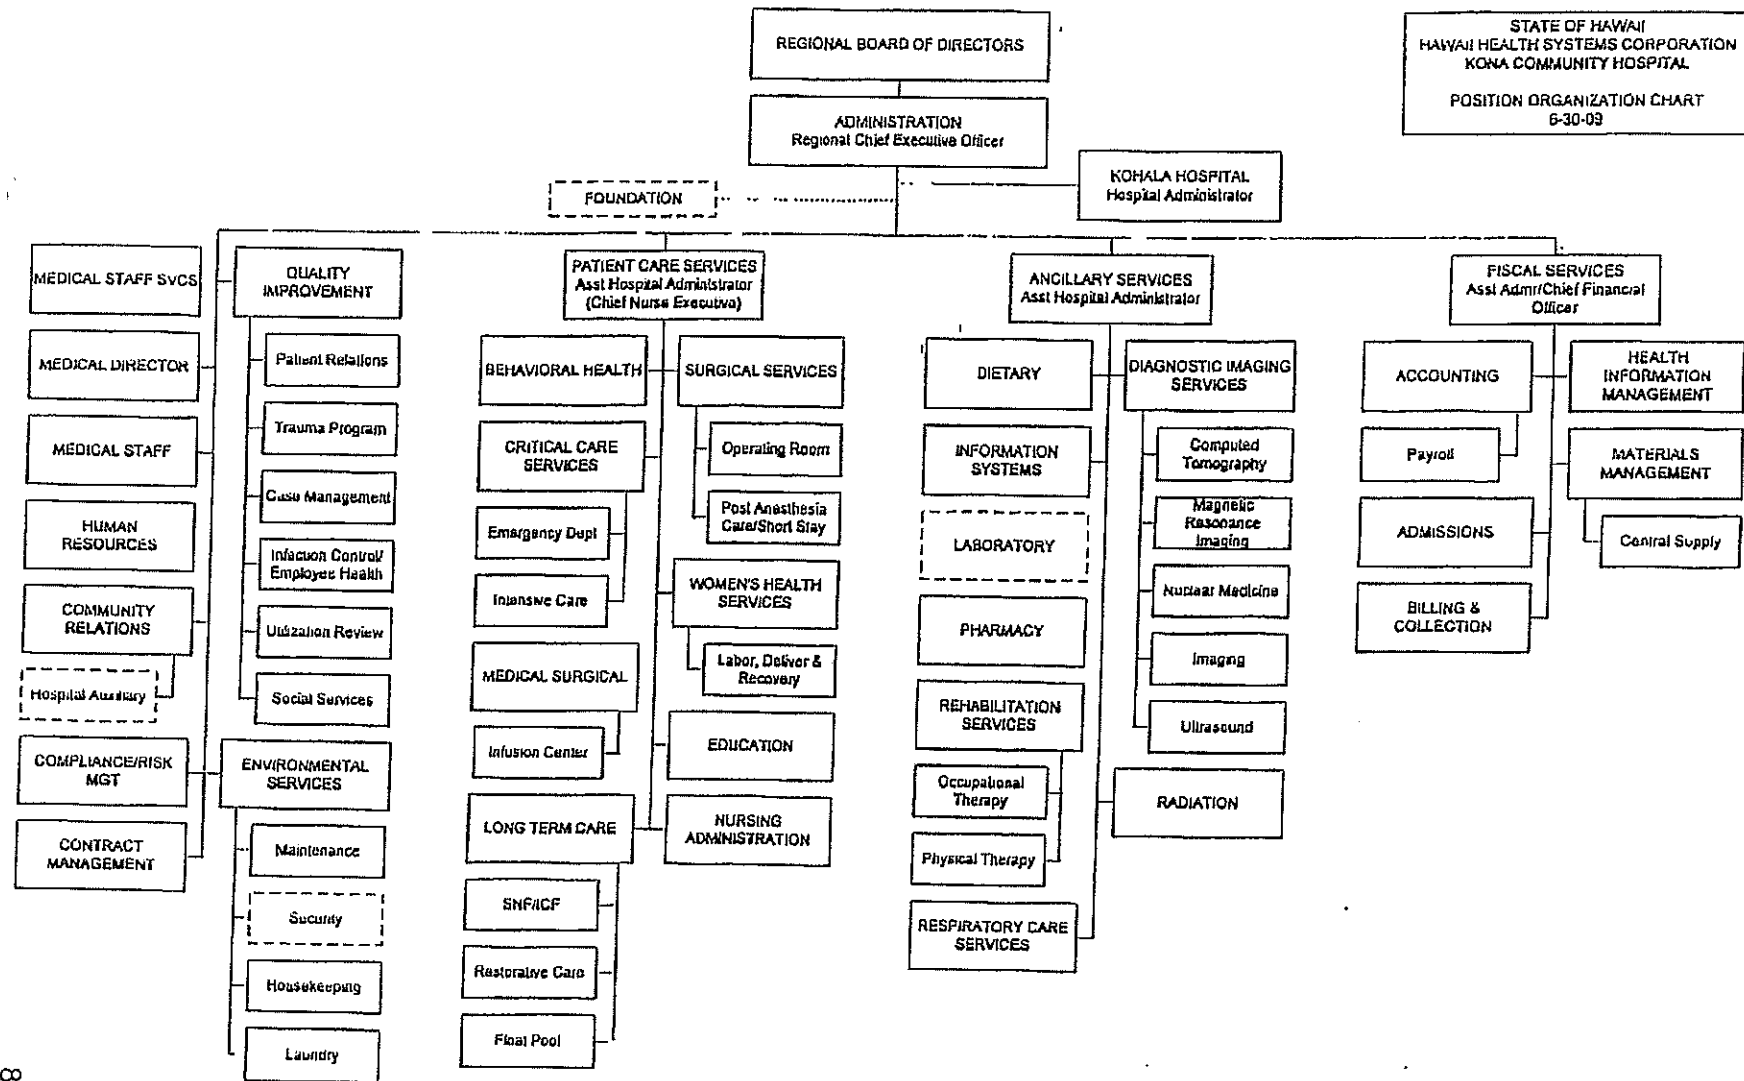 REGIONAL BOARD OF DIRECTORS
ADMINISTRATION
Regional Chief Executive Officer
STATE OF HAWAII
HAWAII HEALTH SYSTEMS CORPORATION
KONA COMMUNITY HOSPITAL
POSITION ORGANIZATION CHART
6-30-09
FOUNDATION
KOHALA HOSPITAL
Hospital Administrator
MEDICAL STAFF SVCS
MEDICAL DIRECTOR
MEDICAL STAFF
HUMAN
RESOURCES
COMMUNITY
RELATIONS
Hospital Auxiliary
COMPLIANCE/RISK
MGT
CONTRACT
MANAGEMENT
QUALITY
IMPROVEMENT
Patient Relations
Trauma Program
Case Management
Infection Control/
Employee Health
Utilization Review
Social Services
ENVIRONMENTAL
SERVICES
Maintenance
Security
Housekeeping
Laundry
PATIENT CARE SERVICES
Asst Hospital Administrator
(Chief Nurse Executive)
BEHAVIORAL HEALTH
CRITICAL CARE
SERVICES
Emergency Dept
Intensive Care
MEDICAL SURGICAL
Infusion Center
LONG TERM CARE
SNF/ICF
Restorative Care
Float Pool
SURGICAL SERVICES
Operating Room
Post Anesthesia
Care/Short Stay
WOMEN'S HEALTH
SERVICES
Labor, Deliver &
Recovery
EDUCATION
NURSING
ADMINISTRATION
ANCILLARY SERVICES
Asst Hospital Administrator
DIETARY
INFORMATION
SYSTEMS
LABORATORY
PHARMACY
REHABILITATION
SERVICES
Occupational
Therapy
Physical Therapy
RESPIRATORY CARE
SERVICES
DIAGNOSTIC IMAGING
SERVICES
Computed
Tomography
Magnetic
Resonance
Imaging
Nuclear Medicine
Imaging
Ultrasound
RADIATION
FISCAL SERVICES
Asst Admr/Chief Financial
Officer
ACCOUNTING
Payroll
ADMISSIONS
BILLING &
COLLECTION
HEALTH
INFORMATION
MANAGEMENT
MATERIALS
MANAGEMENT
Central Supply
8